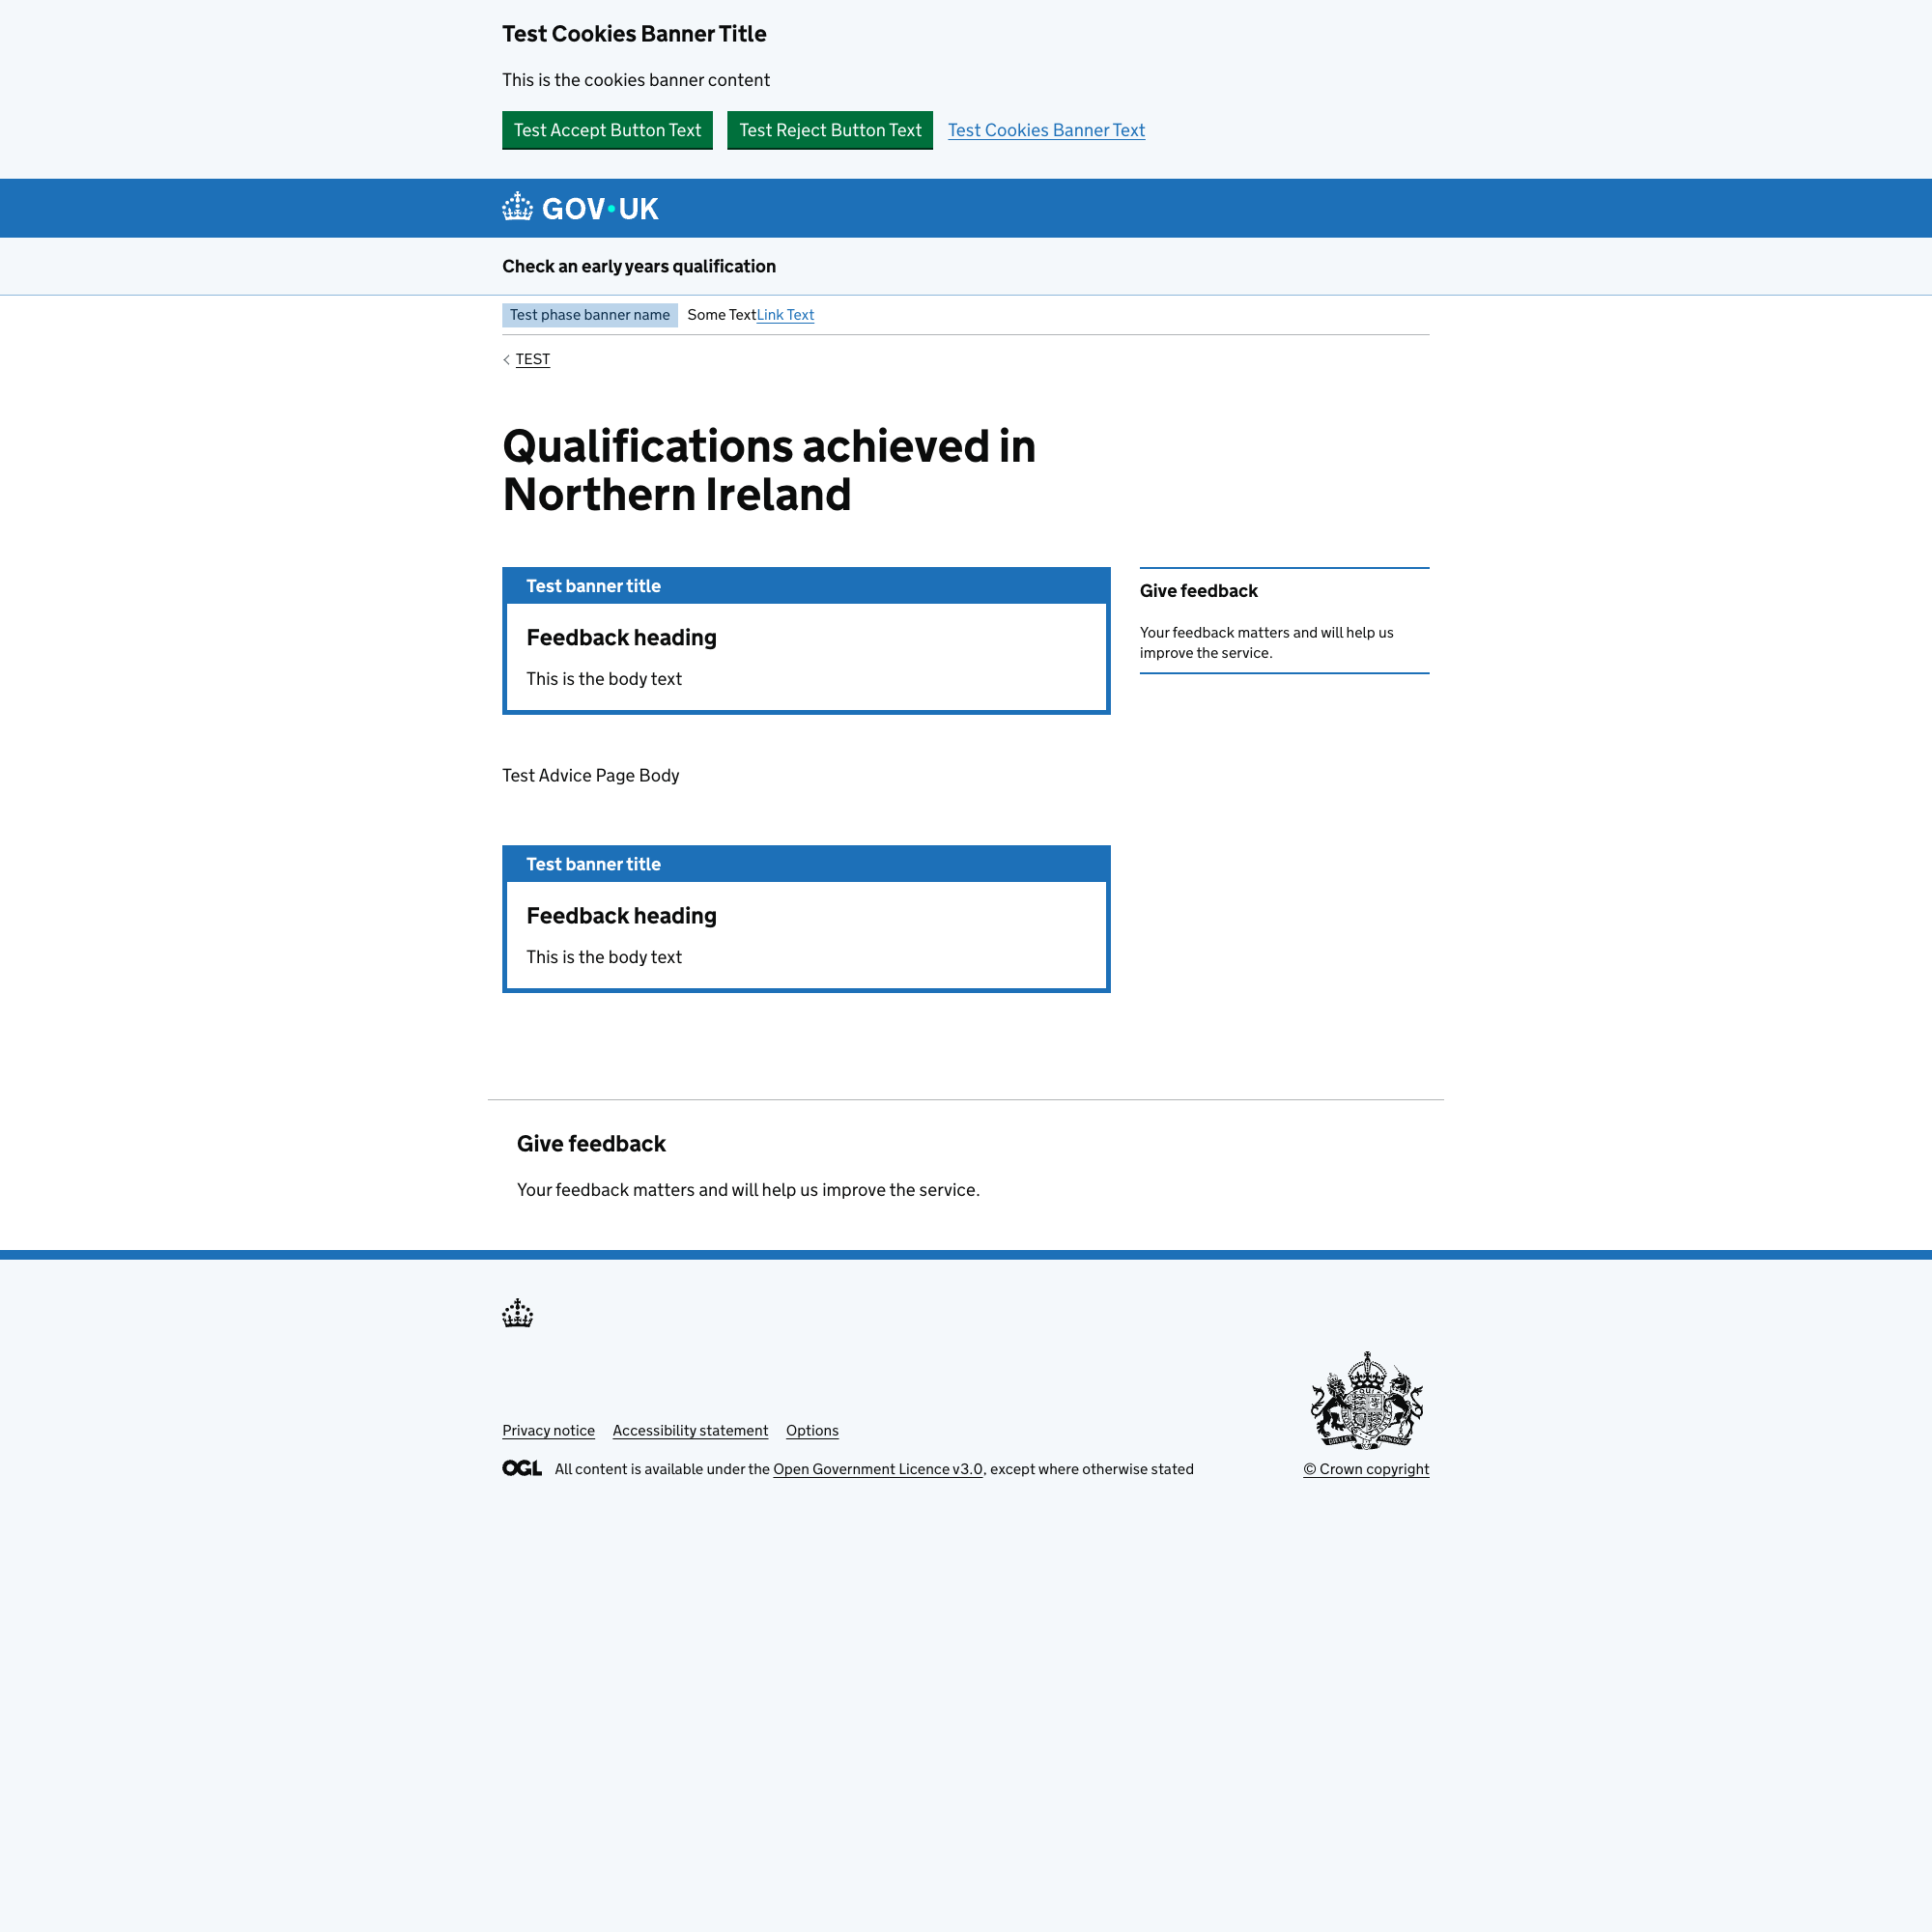 Test Cookies Banner Title
This is the cookies banner content
Test Accept Button Text
Test Reject Button Text
Test Cookies Banner Text
GOV·UK
Check an early years qualification
Test phase banner name
Some TextLink Text
TEST
Qualifications achieved in
Northern Ireland
Test banner title
Feedback heading
This is the body text
Give feedback
Your feedback matters and will help us
improve the service.
Test Advice Page Body
Test banner title
Feedback heading
This is the body text
Give feedback
Your feedback matters and will help us improve the service.
Privacy notice
Accessibility statement
Options
OGL
All content is available under the Open Government Licence v3.0, except where otherwise stated
© Crown copyright